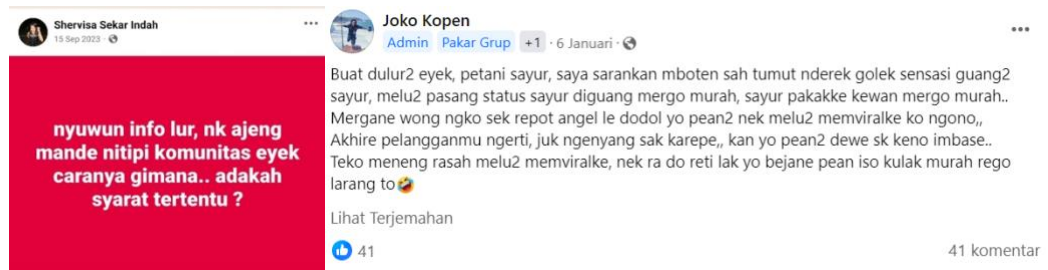 Shervisa Sekar Indah
15 Sep 2023 ·
nyuwun info lur, nk ajeng
mande nitipi komunitas eyek
caranya gimana.. adakah
syarat tertentu ?
Joko Kopen
Admin Pakar Grup +1 · 6 Januari ·
Buat dulur2 eyek, petani sayur, saya sarankan mboten sah tumut nderek golek sensasi guang2
sayur, melu2 pasang status sayur diguang mergo murah, sayur pakakke kewan mergo murah..
Mergane wong ngko sek repot angel le dodol yo pean2 nek melu2 memviralke ko ngono,,
Akhire pelangganmu ngerti, juk ngenyang sak karepe,, kan yo pean2 dewe sk keno imbase..
Teko meneng rasah melu2 memviralke, nek ra do reti lak yo bejane pean iso kulak murah rego
larang to🤣
Lihat Terjemahan
41
41 komentar